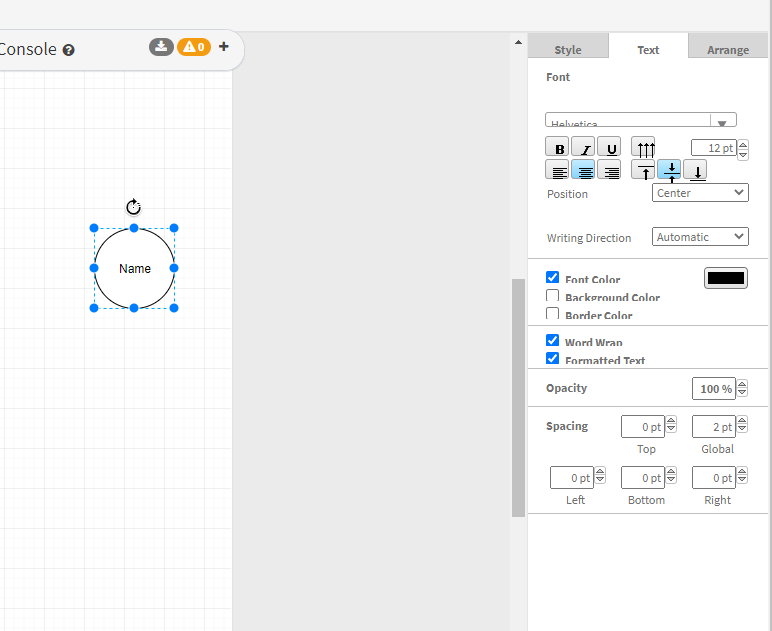 Console ?
0 +
Style Text Arrange
Font
Helvetica
B I U 12 pt
Position Center
Name
Writing Direction Automatic
Font Color
Background Color
Border Color
Word Wrap
Formatted Text
Opacity 100 %
Spacing 0 pt 2 pt
Top Global
0 pt 0 pt 0 pt
Left Bottom Right